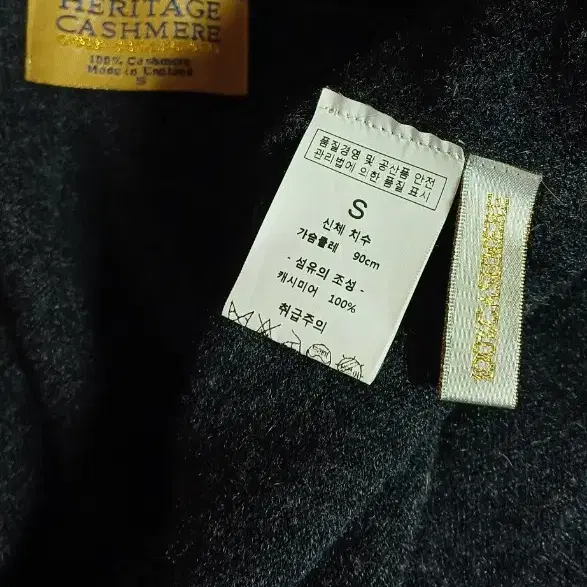 HERITAGE
CASHMERE
100% Cashmere
Made in England
S
품질경영 및 공산품 안전
관리법에 의한 품질 표시
S
신체 치수
가슴둘레 90cm
- 섬유의 조성 -
캐시미어 100%
취급주의
100% CASHMERE